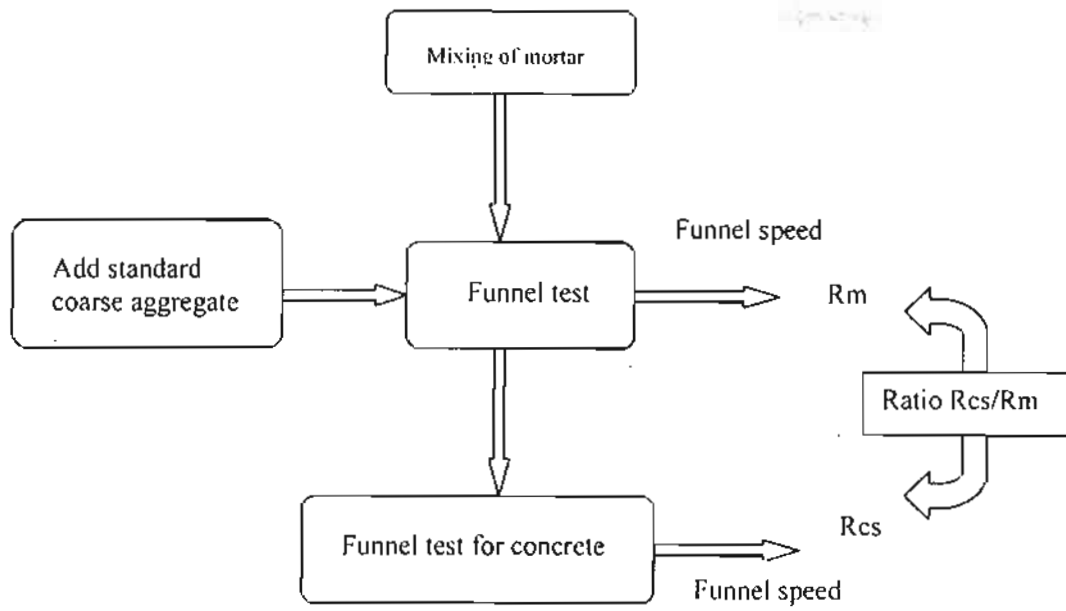 Mixing of mortar
Funnel speed
Add standard
coarse aggregate
Funnel test
Rm
Ratio Rcs/Rm
Funnel test for concrete
Rcs
Funnel speed